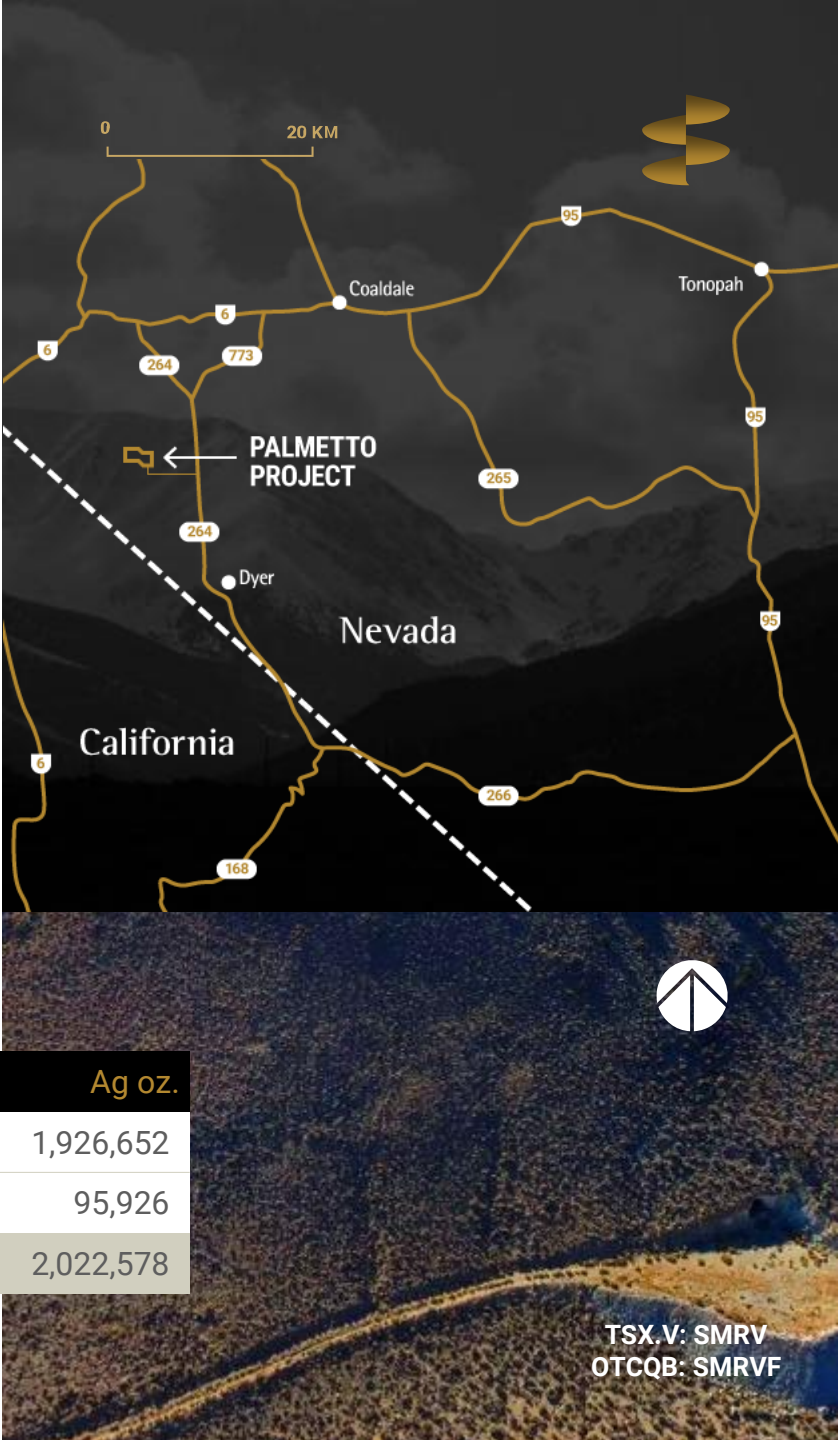 0 20 KM
95
Coaldale
Tonopah
6
6
264
773
95
PALMETTO
PROJECT
265
264
Dyer
95
Nevada
California
6
266
168
Ag oz.
1,926,652
95,926
2,022,578
TSX.V: SMRV
OTCQB: SMRVF